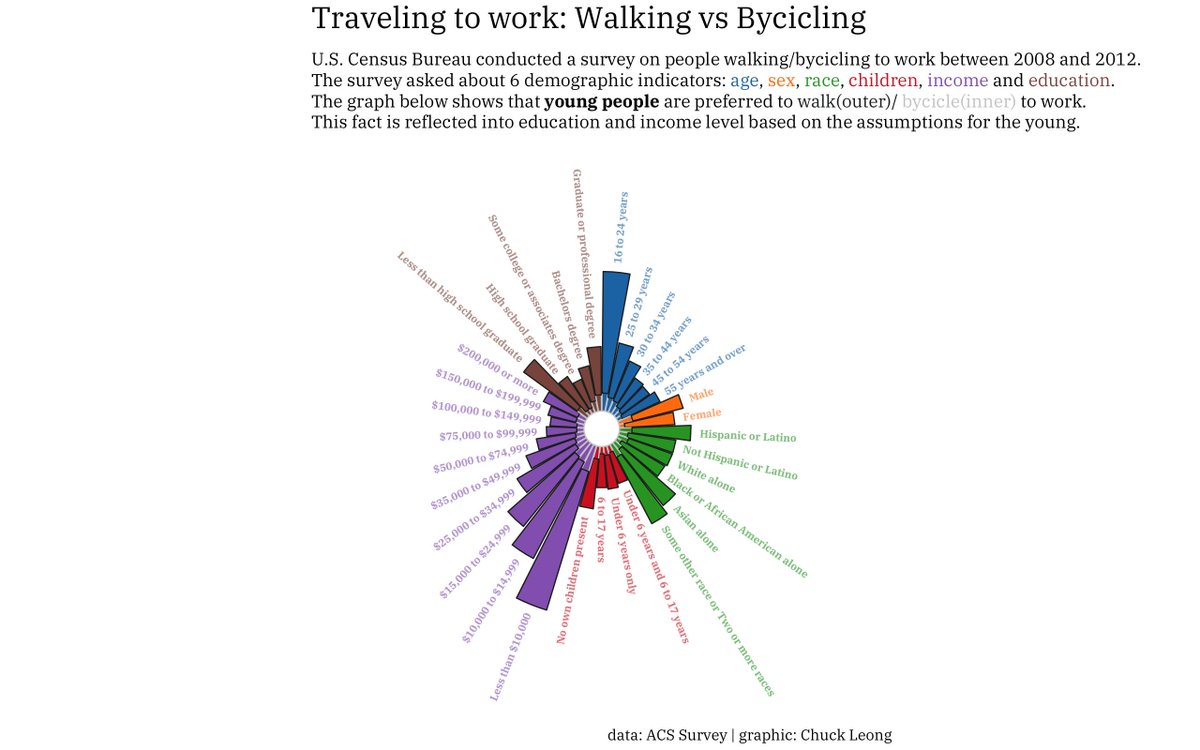 Traveling to work: Walking vs Bycicling
U.S. Census Bureau conducted a survey on people walking/bycicling to work between 2008 and 2012.
The survey asked about 6 demographic indicators: age, sex, race, children, income and education.
The graph below shows that young people are preferred to walk(outer)/ bycicle(inner) to work.
This fact is reflected into education and income level based on the assumptions for the young.
16 to 24 years
25 to 29 years
30 to 34 years
35 to 44 years
45 to 54 years
55 years and over
Male
Female
Hispanic or Latino
Not Hispanic or Latino
White alone
Black or African American alone
Asian alone
Some other race or Two or more races
Under 6 years and 6 to 17 years
Under 6 years only
6 to 17 years
No own children present
Less than $10,000
$10,000 to $14,999
$15,000 to $24,999
$25,000 to $34,999
$35,000 to $49,999
$50,000 to $74,999
$75,000 to $99,999
$100,000 to $149,999
$150,000 to $199,999
$200,000 or more
Less than high school graduate
High school graduate
Some college or associates degree
Bachelors degree
Graduate or professional degree
data: ACS Survey | graphic: Chuck Leong